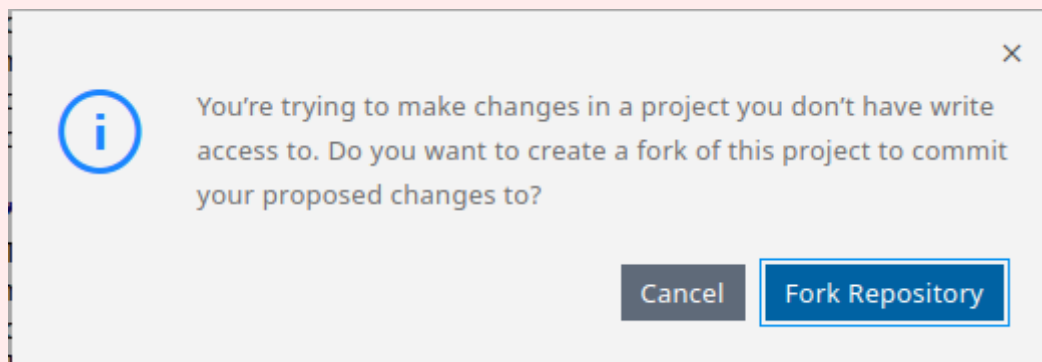 ×
You’re trying to make changes in a project you don’t have write
access to. Do you want to create a fork of this project to commit
your proposed changes to?
Cancel
Fork Repository